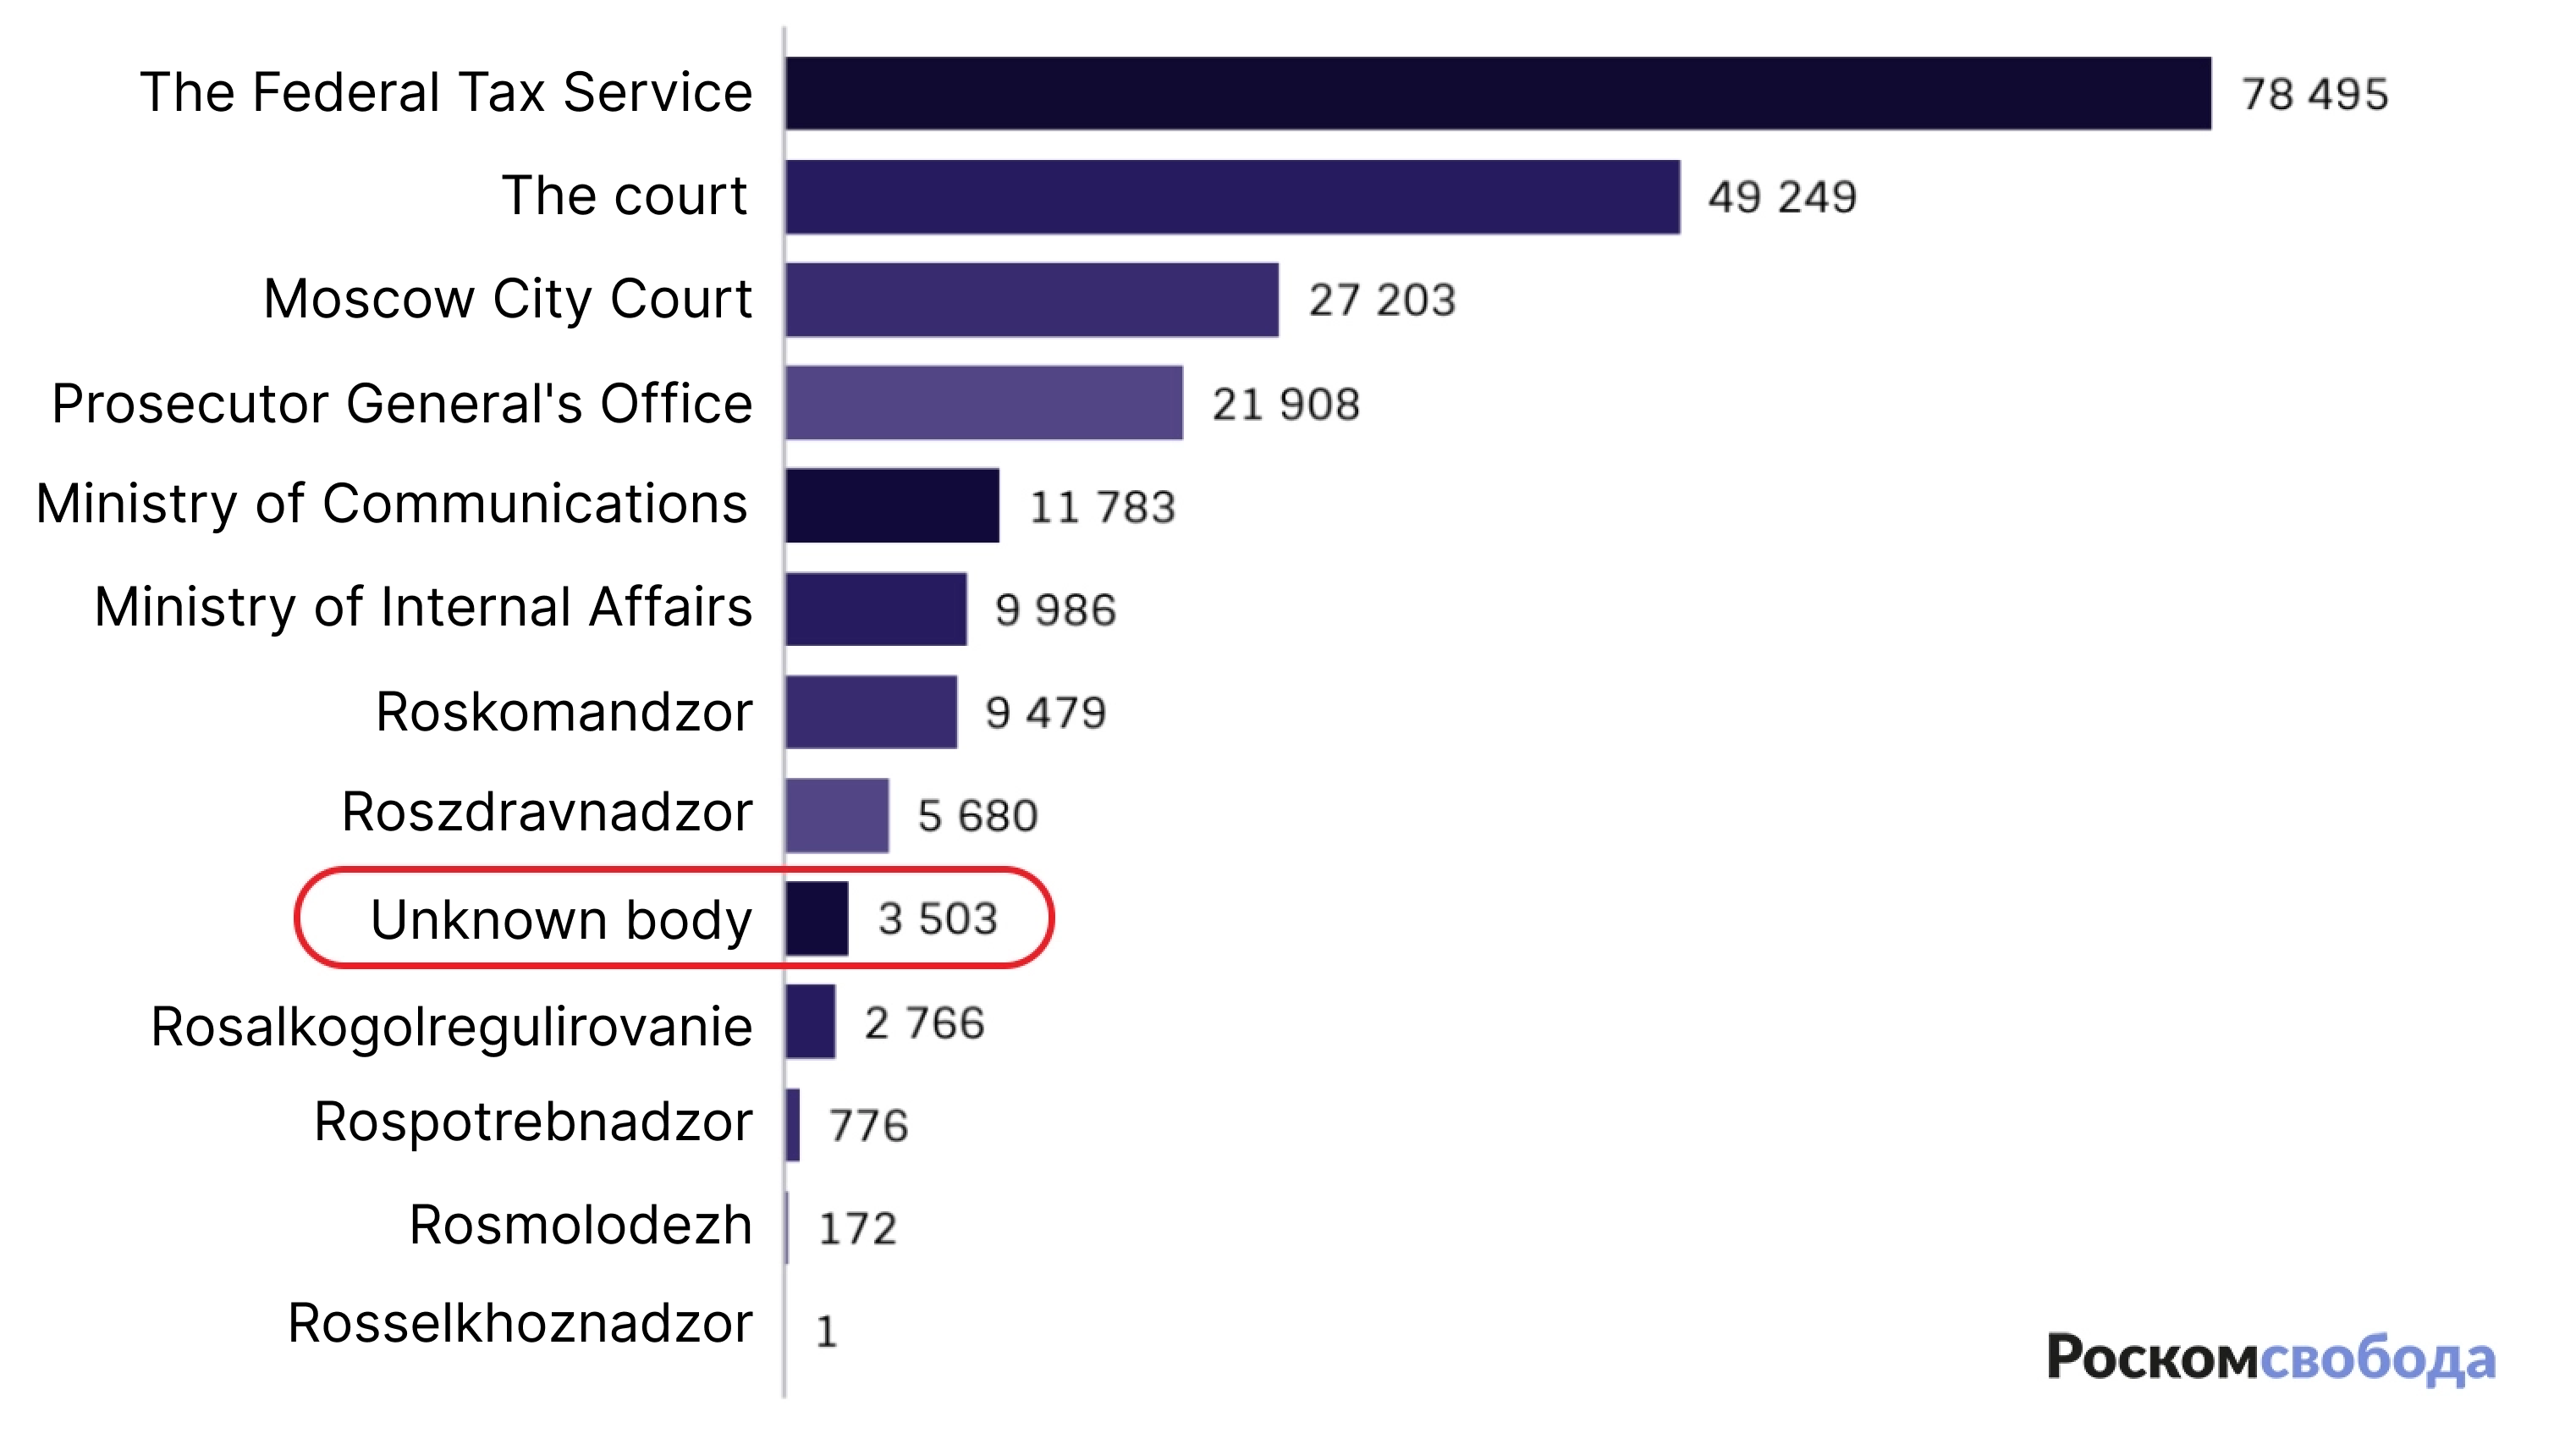 The Federal Tax Service 78 495
The court 49 249
Moscow City Court 27 203
Prosecutor General's Office 21 908
Ministry of Communications 11 783
Ministry of Internal Affairs 9 986
Roskomandzor 9 479
Roszdravnadzor 5 680
Unknown body 3 503
Rosalkogolregulirovanie 2 766
Rospotrebnadzor 776
Rosmolodezh 172
Rosselkhoznadzor 1
Роскомсвобода